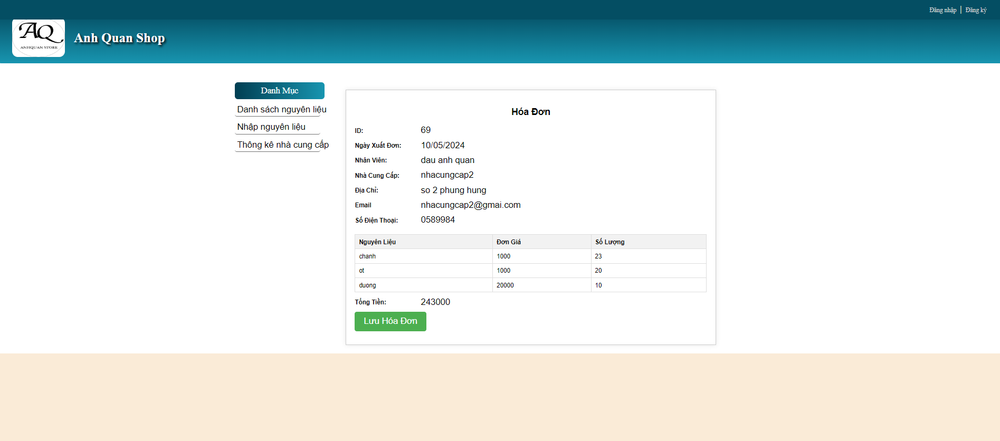 Đăng nhập | Đăng ký
AQ
ANHQUAN STORE
Anh Quan Shop
Danh Mục
Danh sách nguyên liệu
Nhập nguyên liệu
Thông kê nhà cung cấp
Hóa Đơn
ID: 69
Ngày Xuất Đơn: 10/05/2024
Nhân Viên: dau anh quan
Nhà Cung Cấp: nhacungcap2
Địa Chỉ: so 2 phung hung
Email nhacungcap2@gmai.com
Số Điện Thoại: 0589984
Nguyên Liệu Đơn Giá Số Lượng
chanh 1000 23
ot 1000 20
duong 20000 10
Tổng Tiền: 243000
Lưu Hóa Đơn